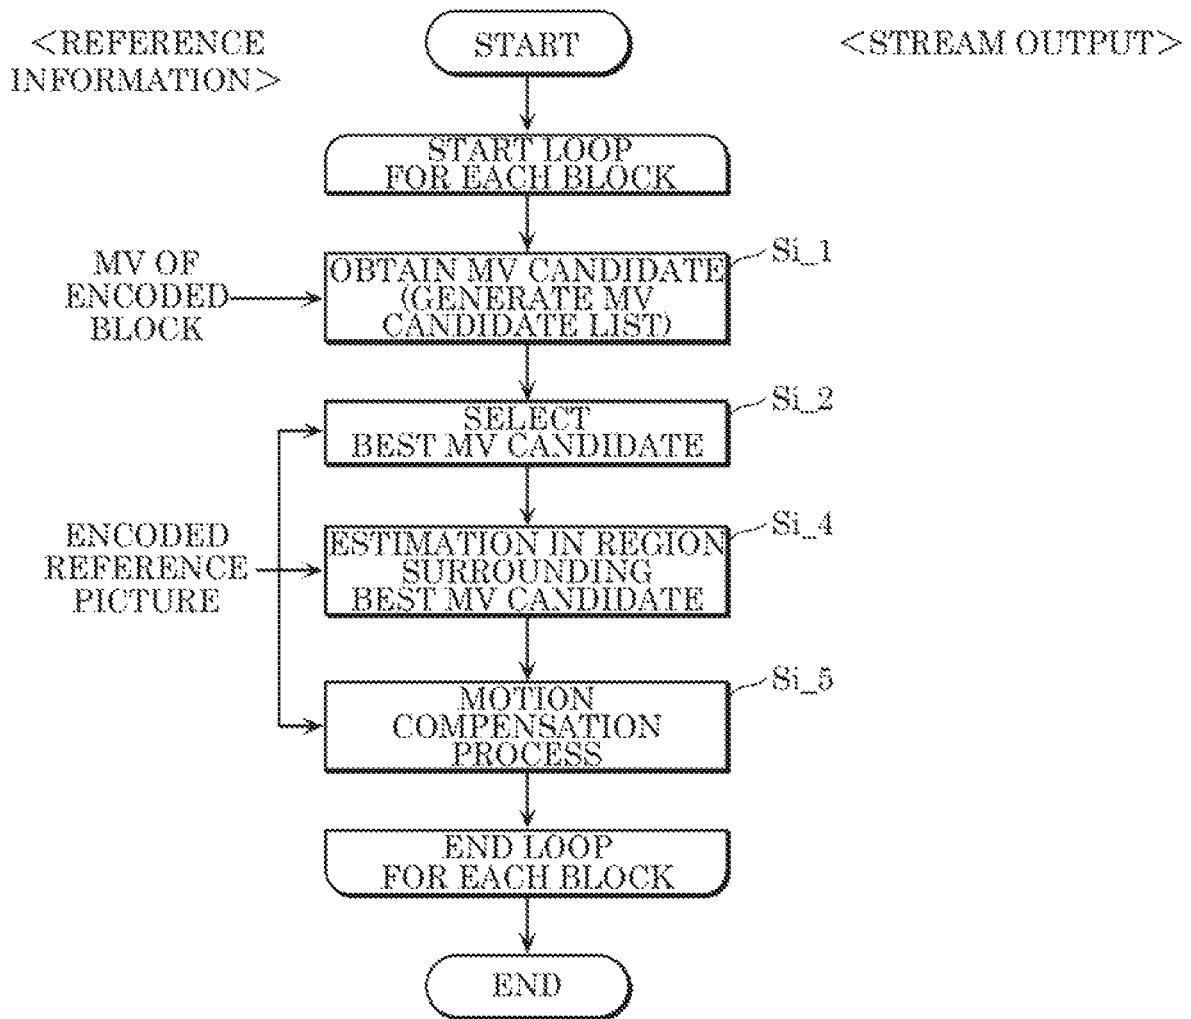 <REFERENCE
INFORMATION>
START
<STREAM OUTPUT>
START LOOP
FOR EACH BLOCK
MV OF
ENCODED
BLOCK
OBTAIN MV CANDIDATE
(GENERATE MV
CANDIDATE LIST)
Si_1
SELECT
BEST MV CANDIDATE
Si_2
ENCODED
REFERENCE
PICTURE
ESTIMATION IN REGION
SURROUNDING
BEST MV CANDIDATE
Si_4
MOTION
COMPENSATION
PROCESS
Si_5
END LOOP
FOR EACH BLOCK
END